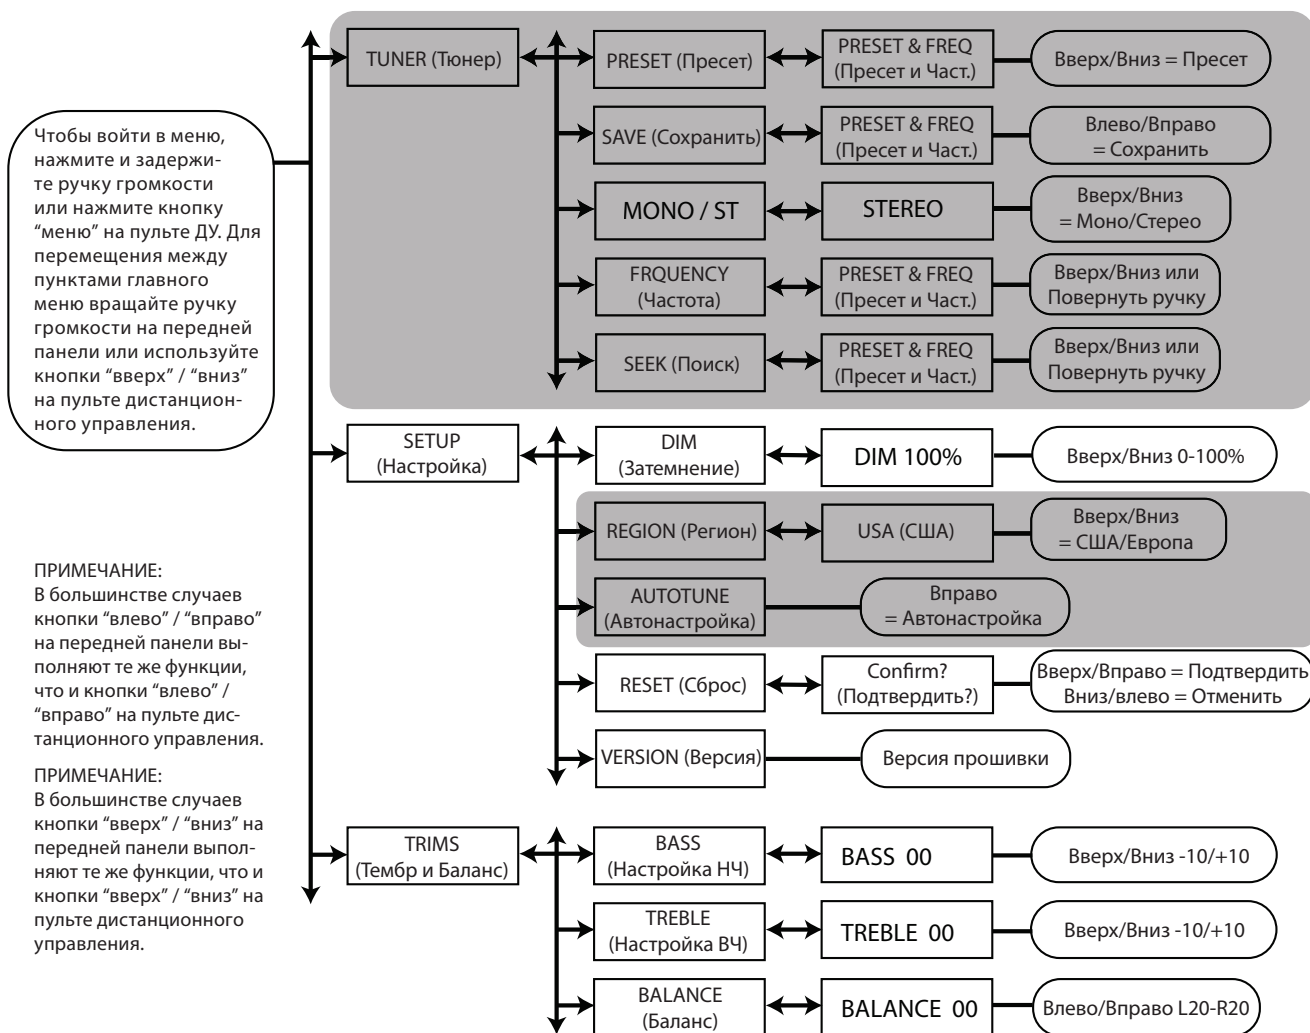 TUNER (Тюнер)
PRESET (Пресет)
PRESET & FREQ
(Пресет и Част.)
Вверх/Вниз = Пресет
SAVE (Сохранить)
PRESET & FREQ
(Пресет и Част.)
Влево/Вправо
= Сохранить
MONO / ST
STEREO
Вверх/Вниз
= Моно/Стерео
FRQUENCY
(Частота)
PRESET & FREQ
(Пресет и Част.)
Вверх/Вниз или
Повернуть ручку
SEEK (Поиск)
PRESET & FREQ
(Пресет и Част.)
Вверх/Вниз или
Повернуть ручку
Чтобы войти в меню,
нажмите и задержи-
те ручку громкости
или нажмите кнопку
“меню” на пульте ДУ. Для
перемещения между
пунктами главного
меню вращайте ручку
громкости на передней
панели или используйте
кнопки “вверх” / “вниз”
на пульте дистанцион-
ного управления.
SETUP
(Настройка)
DIM
(Затемнение)
DIM 100%
Вверх/Вниз 0-100%
REGION (Регион)
USA (США)
Вверх/Вниз
= США/Европа
AUTOTUNE
(Автонастройка)
Вправо
= Автонастройка
RESET (Сброс)
Confirm?
(Подтвердить?)
Вверх/Вправо = Подтвердить
Вниз/влево = Отменить
VERSION (Версия)
Версия прошивки
ПРИМЕЧАНИЕ:
В большинстве случаев
кнопки “влево” / “вправо”
на передней панели вы-
полняют те же функции,
что и кнопки “влево” /
“вправо” на пульте дис-
танционного управления.
ПРИМЕЧАНИЕ:
В большинстве случаев
кнопки “вверх” / “вниз” на
передней панели выпол-
няют те же функции, что и
кнопки “вверх” / “вниз” на
пульте дистанционного
управления.
TRIMS
(Тембр и Баланс)
BASS
(Настройка НЧ)
BASS 00
Вверх/Вниз -10/+10
TREBLE
(Настройка ВЧ)
TREBLE 00
Вверх/Вниз -10/+10
BALANCE
(Баланс)
BALANCE 00
Влево/Вправо L20-R20